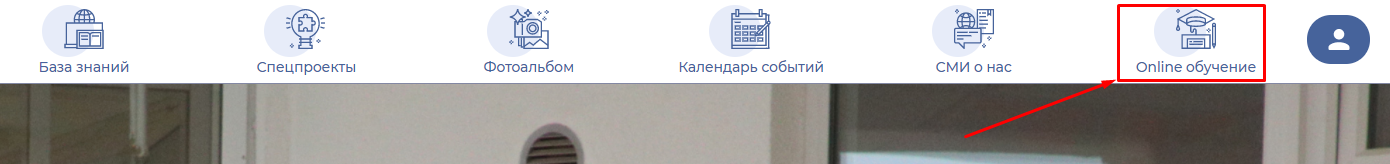 База знаний
Спецпроекты
Фотоальбом
Календарь событий
СМИ о нас
Online обучение